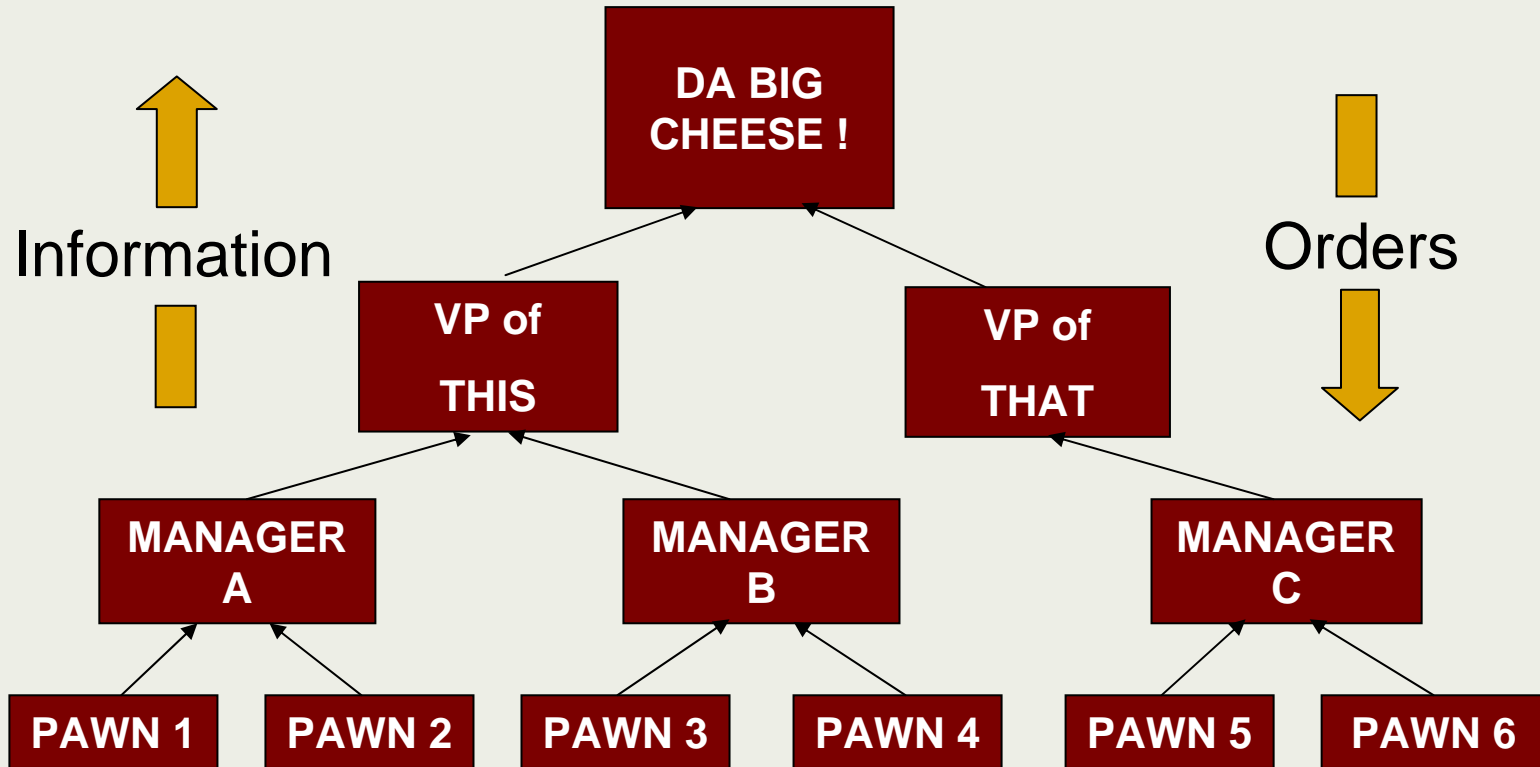 DA BIG
CHEESE !
Information
Orders
VP of
THIS
VP of
THAT
MANAGER
A
MANAGER
B
MANAGER
C
PAWN 1
PAWN 2
PAWN 3
PAWN 4
PAWN 5
PAWN 6